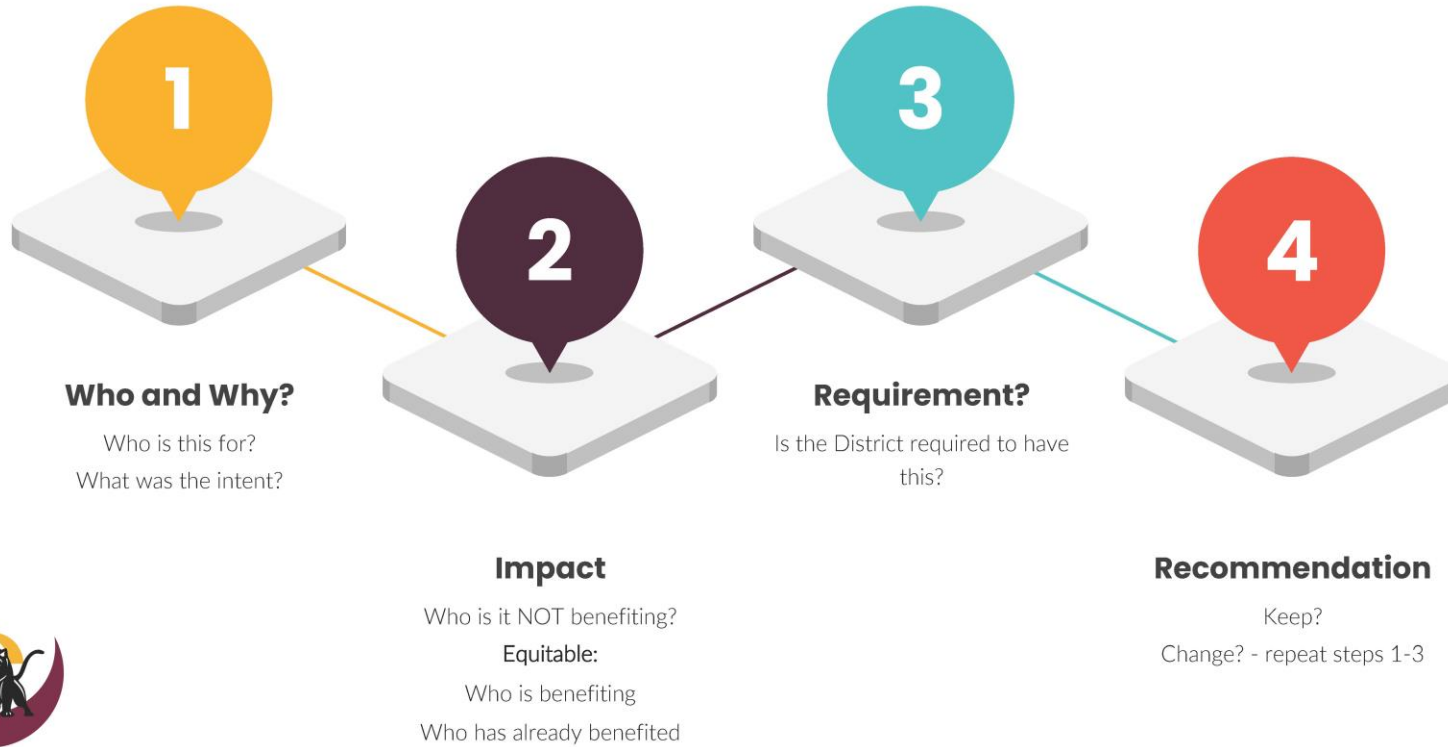 1
Who and Why?
Who is this for?
What was the intent?
2
Impact
Who is it NOT benefiting?
Equitable:
Who is benefiting
Who has already benefited
3
Requirement?
Is the District required to have
this?
4
Recommendation
Keep?
Change? - repeat steps 1-3